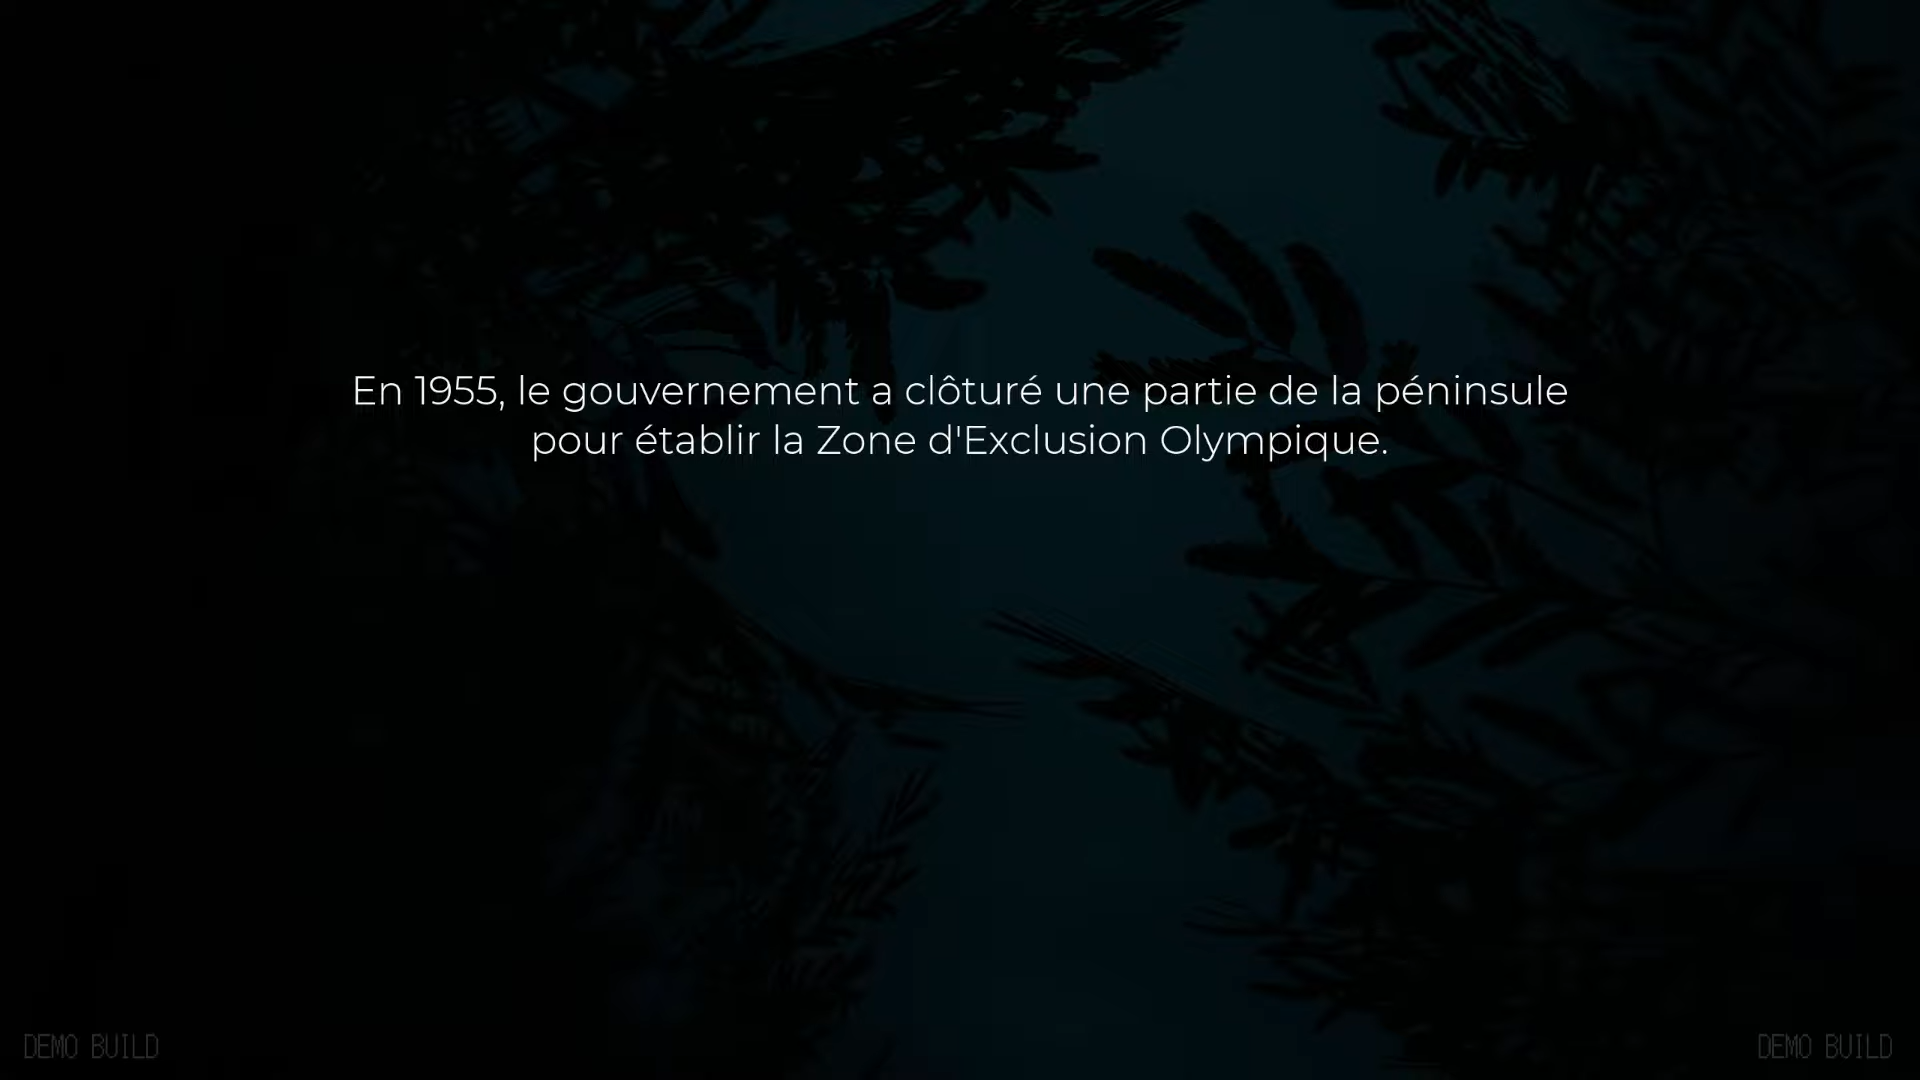 En 1955, le gouvernement a clôturé une partie de la péninsule
pour établir la Zone d'Exclusion Olympique.
DEMO BUILD
DEMO BUILD